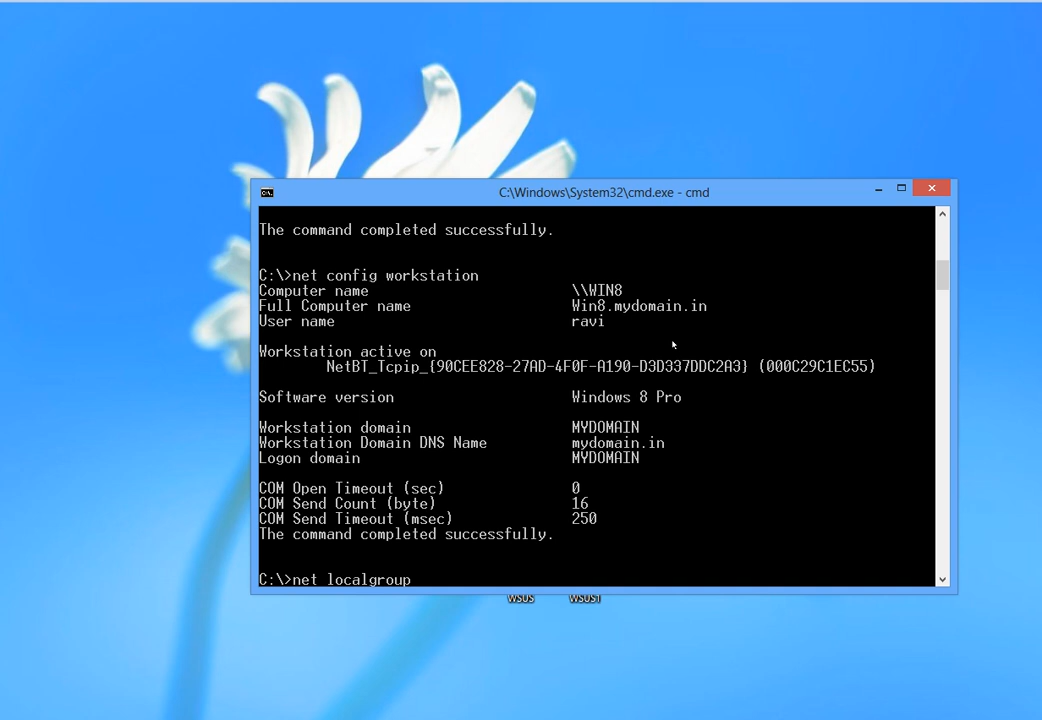 C:\Windows\System32\cmd.exe - cmd
The command completed successfully.
C:\>net config workstation
Computer name \\WIN8
Full Computer name Win8.mydomain.in
User name ravi
Workstation active on
NetBT_Tcpip_{90CEE828-27AD-4F0F-A190-D3D337DDC2A3} (000C29C1EC55)
Software version Windows 8 Pro
Workstation domain MYDOMAIN
Workstation Domain DNS Name mydomain.in
Logon domain MYDOMAIN
COM Open Timeout (sec) 0
COM Send Count (byte) 16
COM Send Timeout (msec) 250
The command completed successfully.
C:\>net localgroup
WSUS WSUS1